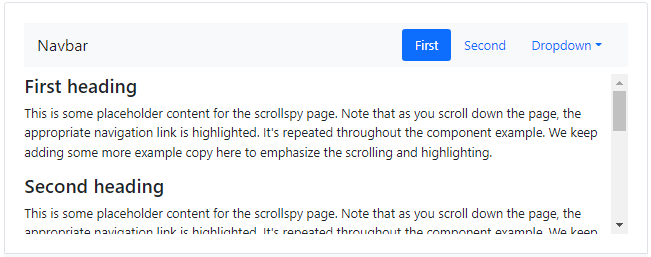 Navbar First Second Dropdown
First heading
This is some placeholder content for the scrollspy page. Note that as you scroll down the page, the
appropriate navigation link is highlighted. It's repeated throughout the component example. We keep
adding some more example copy here to emphasize the scrolling and highlighting.
Second heading
This is some placeholder content for the scrollspy page. Note that as you scroll down the page, the
appropriate navigation link is highlighted. It's repeated throughout the component example. We keep